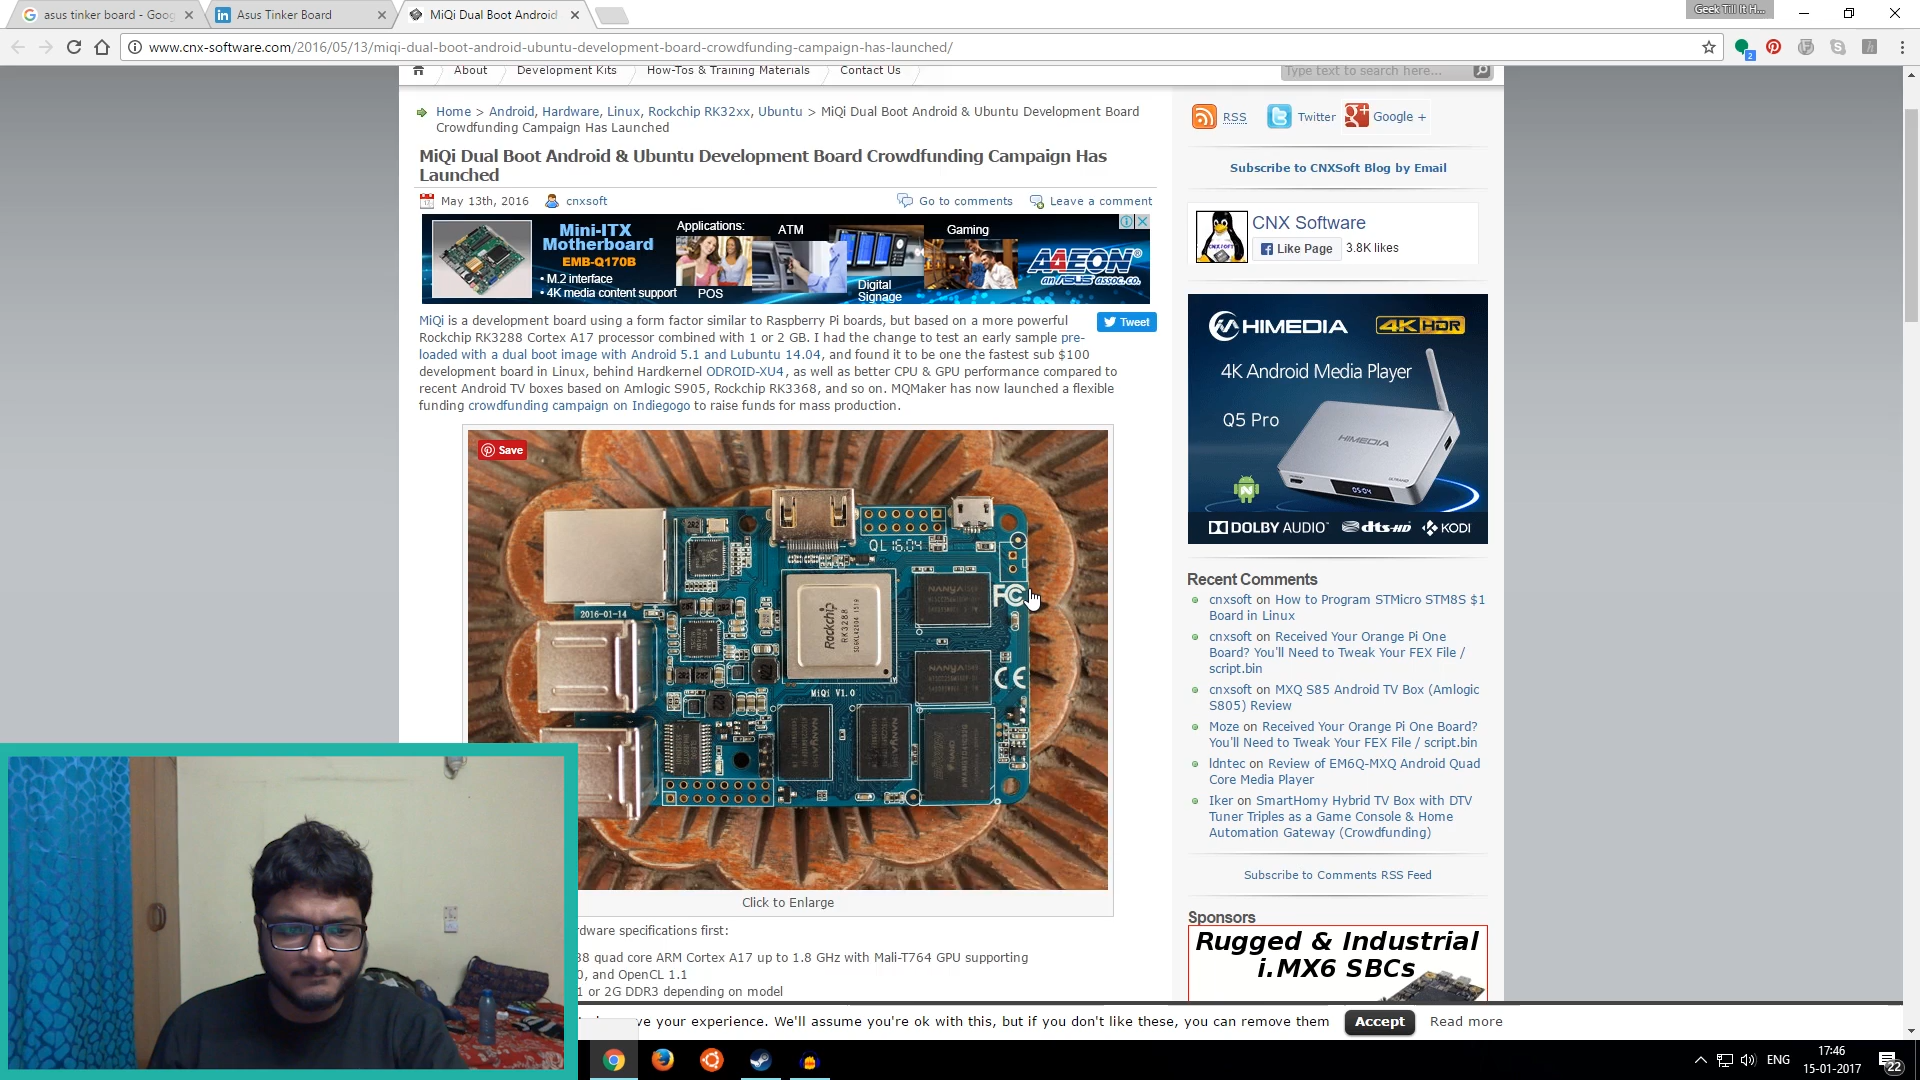 asus tinker board - Goog
Asus Tinker Board
MiQi Dual Boot Android
Geek Till It H...
www.cnx-software.com/2016/05/13/miqi-dual-boot-android-ubuntu-development-board-crowdfunding-campaign-has-launched/
2
About
Development Kits
How-Tos & Training Materials
Contact Us
Type text to search here...
Home > Android, Hardware, Linux, Rockchip RK32xx, Ubuntu > MiQi Dual Boot Android & Ubuntu Development Board
Crowdfunding Campaign Has Launched
MiQi Dual Boot Android & Ubuntu Development Board Crowdfunding Campaign Has
Launched
May 13th, 2016
cnxsoft
Go to comments
Leave a comment
Mini-ITX
Motherboard
EMB-Q170B
• M.2 interface
• 4K media content support
Applications:
POS
ATM
Digital
Signage
Gaming
AAEON®
an ASUS assoc. co.
MiQi is a development board using a form factor similar to Raspberry Pi boards, but based on a more powerful
Rockchip RK3288 Cortex A17 processor combined with 1 or 2 GB. I had the change to test an early sample pre-
loaded with a dual boot image with Android 5.1 and Lubuntu 14.04, and found it to be one the fastest sub $100
development board in Linux, behind Hardkernel ODROID-XU4, as well as better CPU & GPU performance compared to
recent Android TV boxes based on Amlogic S905, Rockchip RK3368, and so on. MQMaker has now launched a flexible
funding crowdfunding campaign on Indiegogo to raise funds for mass production.
Tweet
Save
QL 16.04
2016-01-14
Rockchip
RK3288
NANYA
NANYA
FC
CE
MiQi V1.0
NANYA
NANYA
Click to Enlarge
rdware specifications first:
38 quad core ARM Cortex A17 up to 1.8 GHz with Mali-T764 GPU supporting
0, and OpenCL 1.1
1 or 2G DDR3 depending on model
RSS
Twitter
Google +
Subscribe to CNXSoft Blog by Email
CNX Software
Like Page
3.8K likes
HIMEDIA
4K HDR
4K Android Media Player
Q5 Pro
HIMEDIA
DOLBY AUDIO™
dts-HD
KODI
Recent Comments
cnxsoft on How to Program STMicro STM8S $1
Board in Linux
cnxsoft on Received Your Orange Pi One
Board? You'll Need to Tweak Your FEX File /
script.bin
cnxsoft on MXQ S85 Android TV Box (Amlogic
S805) Review
Moze on Received Your Orange Pi One Board?
You'll Need to Tweak Your FEX File / script.bin
ldntec on Review of EM6Q-MXQ Android Quad
Core Media Player
Iker on SmartHomy Hybrid TV Box with DTV
Tuner Triples as a Game Console & Home
Automation Gateway (Crowdfunding)
Subscribe to Comments RSS Feed
Sponsors
Rugged & Industrial
i.MX6 SBCs
ve your experience. We'll assume you're ok with this, but if you don't like these, you can remove them
Accept
Read more
ENG
17:46
15-01-2017
22